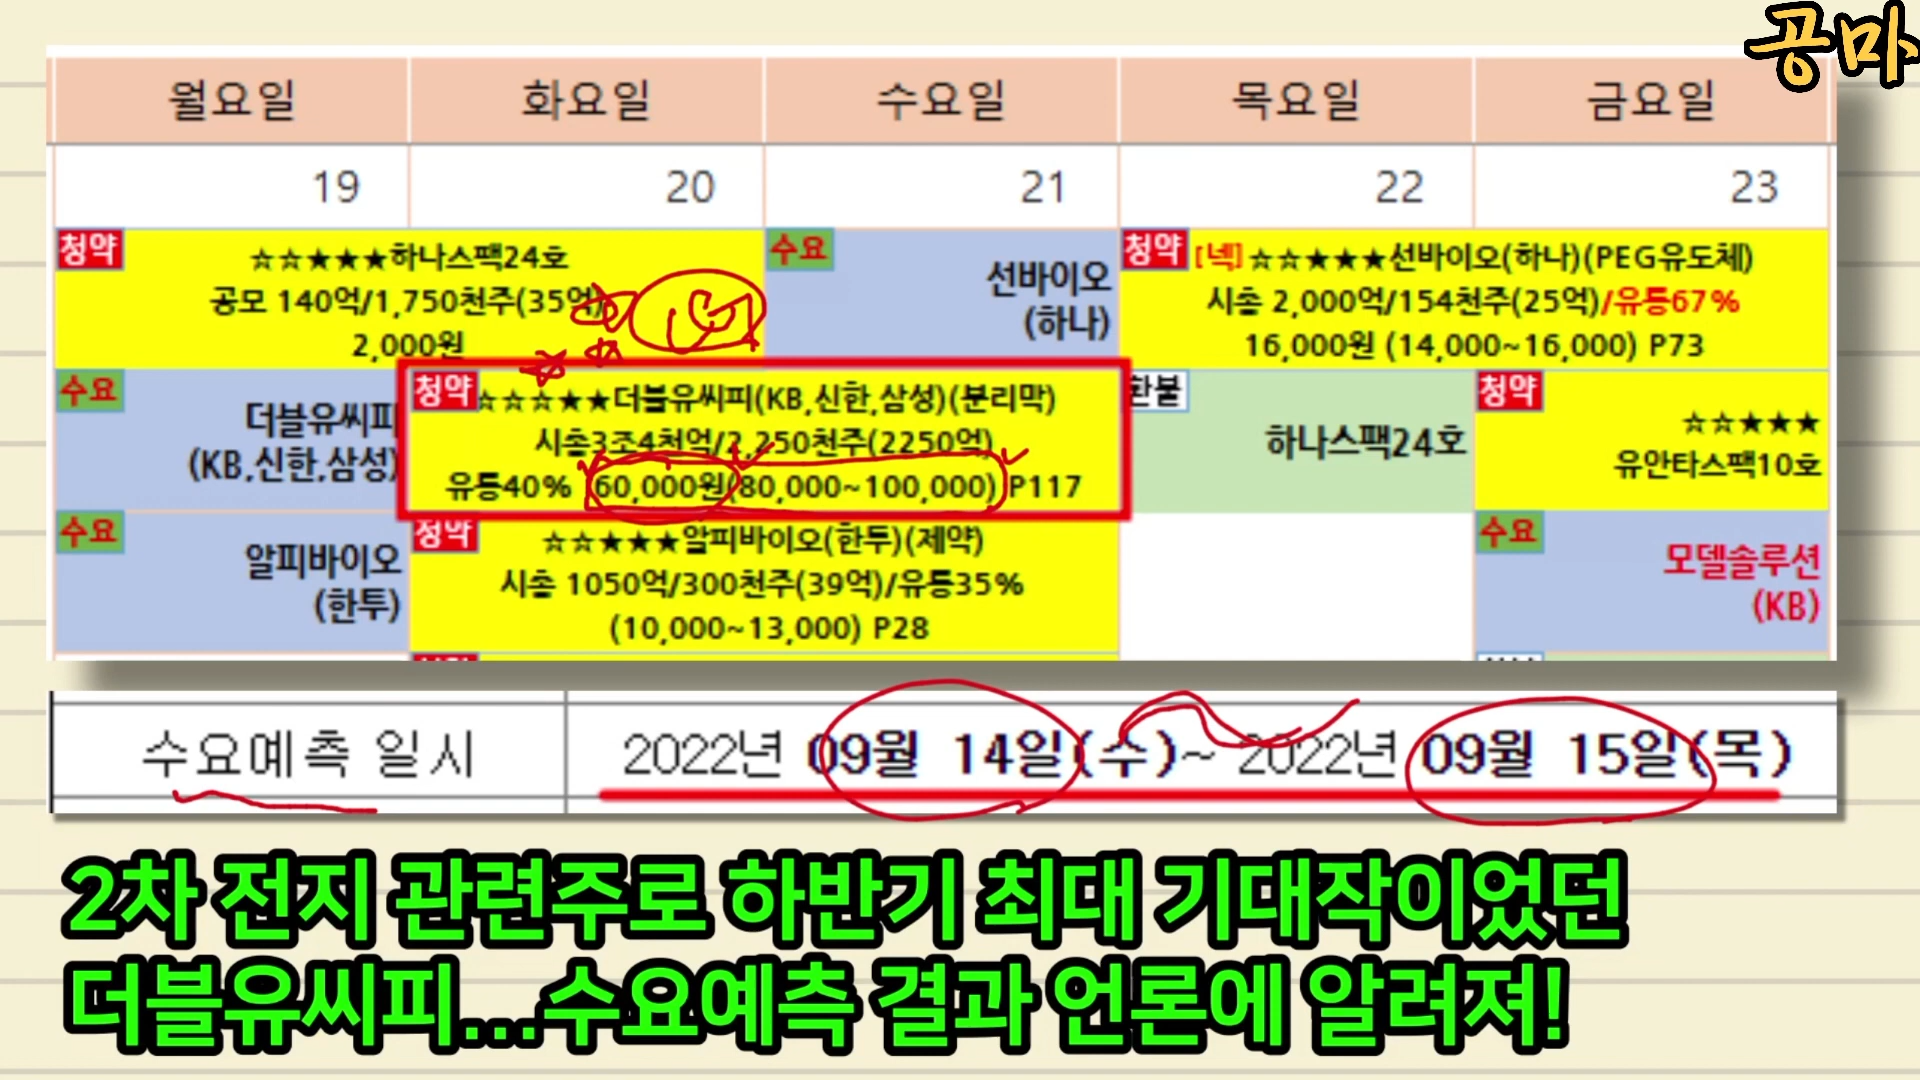 공마
월요일 화요일 수요일 목요일 금요일
19 20 21 22 23
청약
☆☆★★★하나스팩24호
공모 140억/1,750천주(35억)
2,000원
수요
선바이오
(하나)
청약
[넥]☆☆★★★선바이오(하나)(PEG유도체)
시총 2,000억/154천주(25억)/유통67%
16,000원 (14,000~16,000) P73
수요
더블유씨피
(KB,신한,삼성)
청약
☆☆☆★★더블유씨피(KB,신한,삼성)(분리막)
시총3조4천억/2,250천주(2250억)
유통40% 60,000원(80,000~100,000) P117
환불
하나스팩24호
청약
☆☆★★★
유안타스팩10호
수요
알피바이오
(한투)
청약
☆☆★★★알피바이오(한투)(제약)
시총 1050억/300천주(39억)/유통35%
(10,000~13,000) P28
수요
모델솔루션
(KB)
수요예측 일시 2022년 09월 14일(수)~ 2022년 09월 15일(목)
2차 전지 관련주로 하반기 최대 기대작이었던
더블유씨피...수요예측 결과 언론에 알려져!